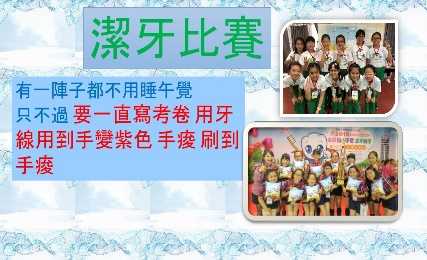 潔牙比賽
有一陣子都不用睡午覺
只不過 要一直寫考卷 用牙
線用到手變紫色 手痠 刷到
手痠
2018